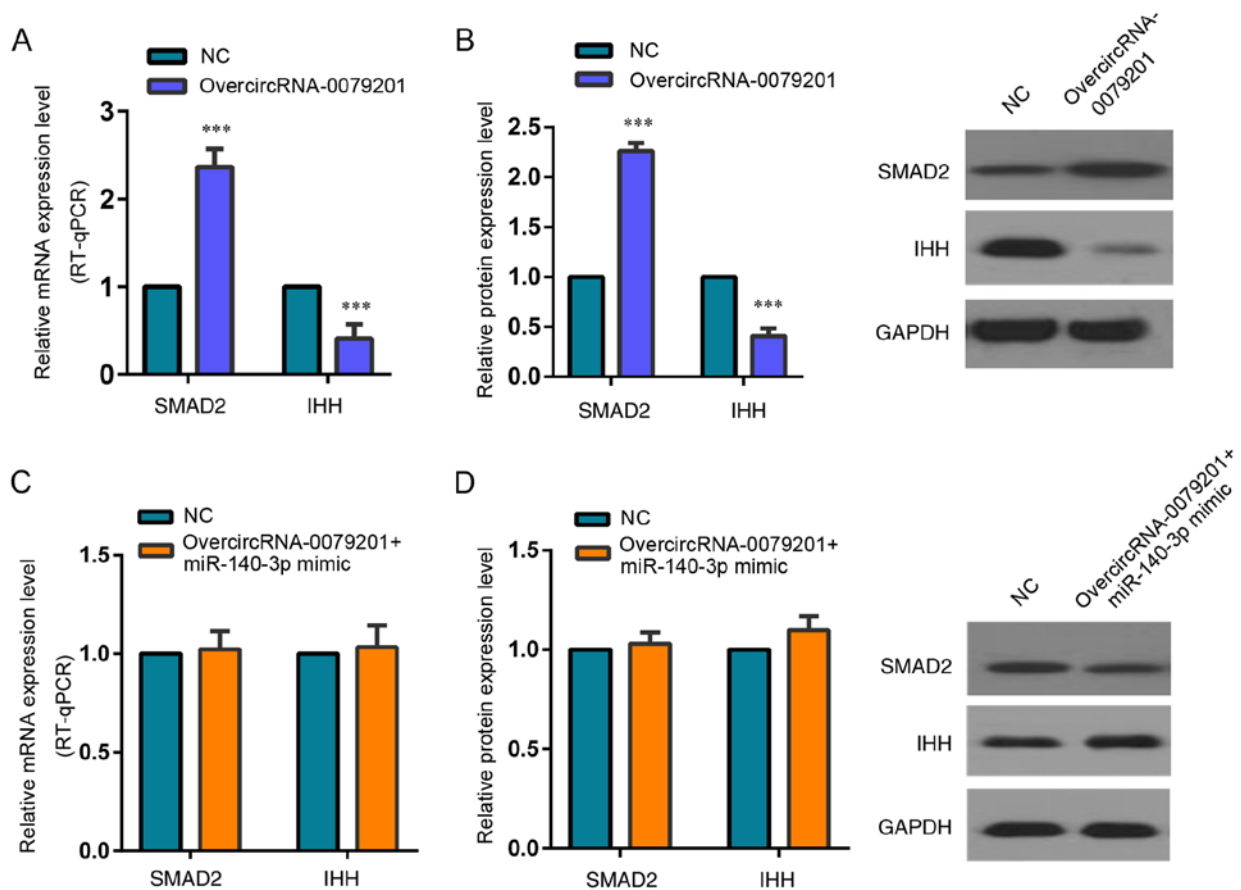 A
NC
OvercircRNA-0079201
Relative mRNA expression level
(RT-qPCR)
3
2
1
0
***
***
SMAD2
IHH
B
NC
OvercircRNA-0079201
Relative protein expression level
2.5
2.0
1.5
1.0
0.5
0.0
***
***
SMAD2
IHH
NC
OvercircRNA-
0079201
SMAD2
IHH
GAPDH
C
NC
OvercircRNA-0079201+
miR-140-3p mimic
Relative mRNA expression level
(RT-qPCR)
1.5
1.0
0.5
0.0
SMAD2
IHH
D
NC
OvercircRNA-0079201+
miR-140-3p mimic
Relative protein expression level
1.5
1.0
0.5
0.0
SMAD2
IHH
NC
OvercircRNA-0079201+
miR-140-3p mimic
SMAD2
IHH
GAPDH